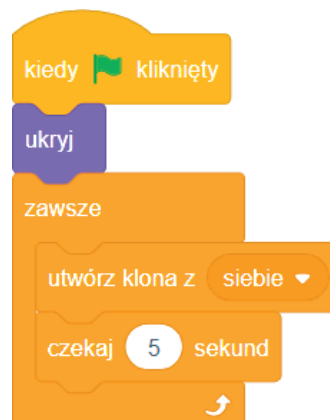 kiedy kliknięty
ukryj
zawsze
utwórz klona z siebie
czekaj 5 sekund